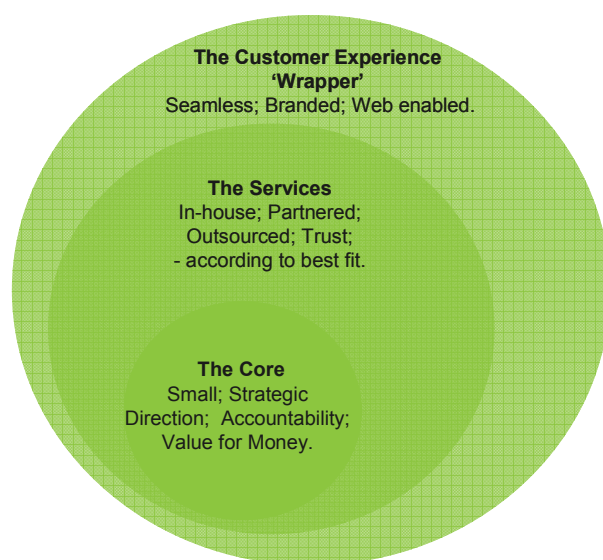 The Customer Experience
‘Wrapper’
Seamless; Branded; Web enabled.
The Services
In-house; Partnered;
Outsourced; Trust;
- according to best fit.
The Core
Small; Strategic
Direction; Accountability;
Value for Money.